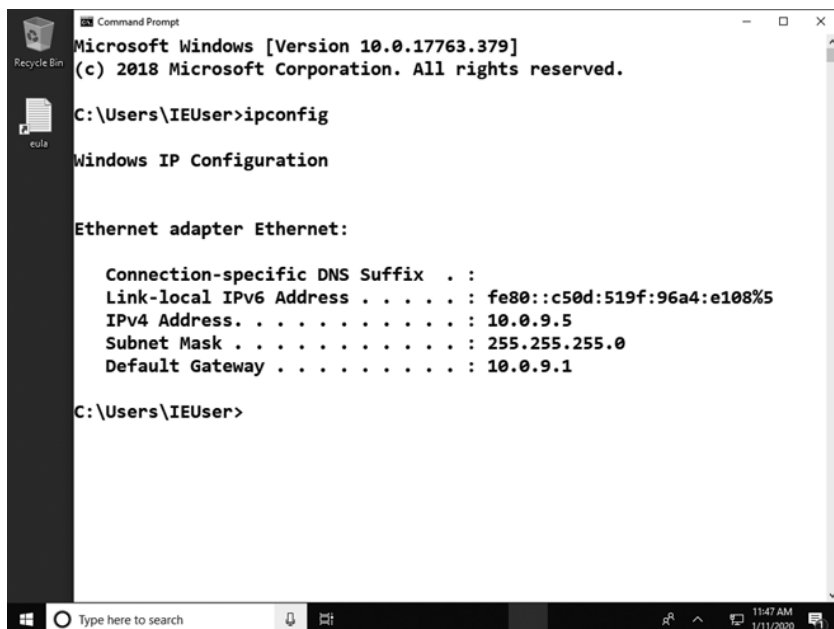 Recycle Bin
eula
Command Prompt
Microsoft Windows [Version 10.0.17763.379]
(c) 2018 Microsoft Corporation. All rights reserved.
C:\Users\IEUser>ipconfig
Windows IP Configuration
Ethernet adapter Ethernet:
Connection-specific DNS Suffix . :
Link-local IPv6 Address . . . . . : fe80::c50d:519f:96a4:e108%5
IPv4 Address. . . . . . . . . . . : 10.0.9.5
Subnet Mask . . . . . . . . . . . : 255.255.255.0
Default Gateway . . . . . . . . . : 10.0.9.1
C:\Users\IEUser>
Type here to search
11:47 AM
1/11/2020